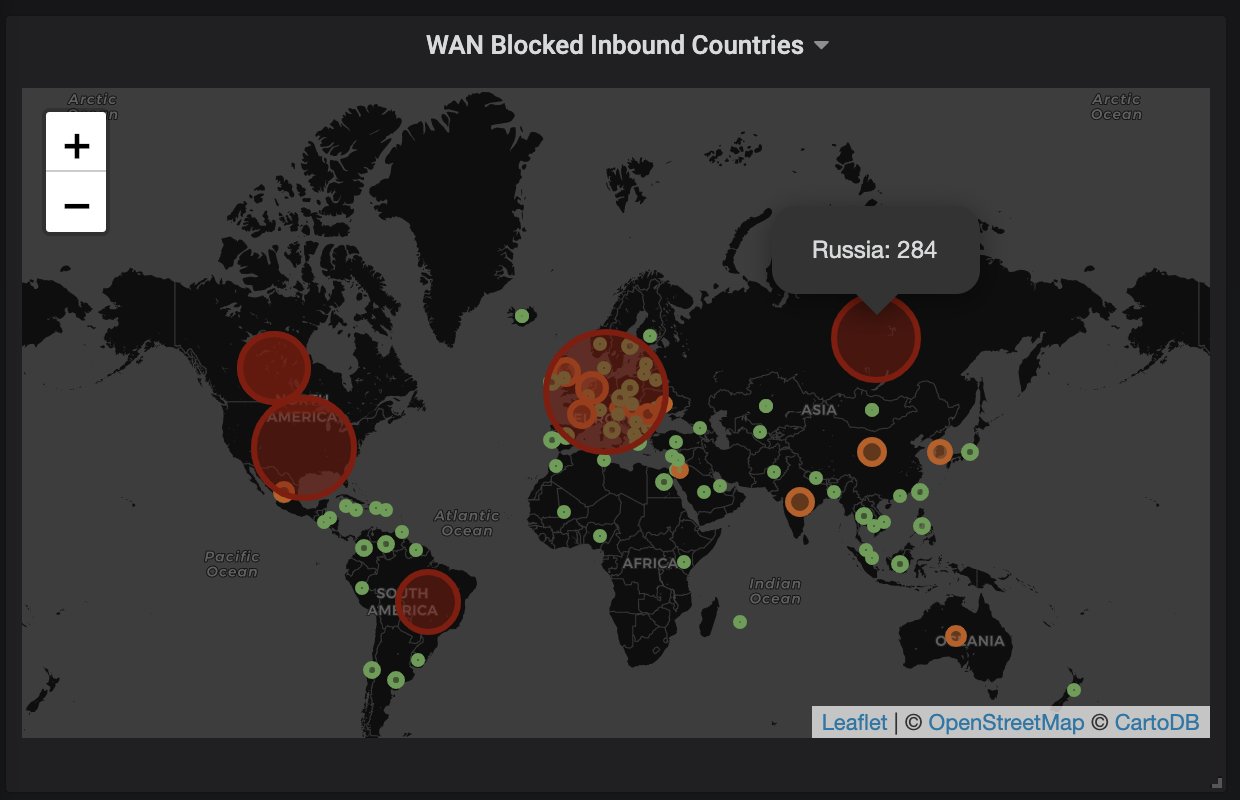 WAN Blocked Inbound Countries
Arctic
Ocean
Arctic
Ocean
+
−
Russia: 284
NORTH
AMERICA
ASIA
Atlantic
Ocean
Pacific
Ocean
AFRICA
Indian
Ocean
SOUTH
AMERICA
OCEANIA
Leaflet | © OpenStreetMap © CartoDB